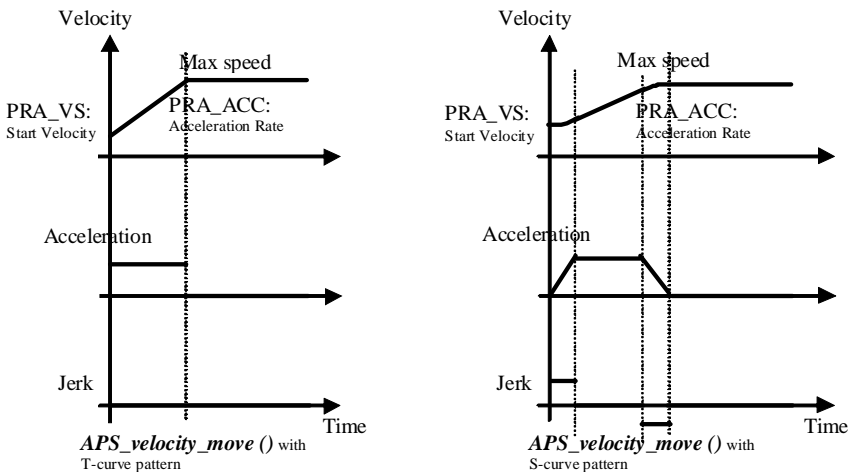 Velocity
Max speed
PRA_VS:
Start Velocity
PRA_ACC:
Acceleration Rate
Acceleration
Jerk
Time
APS_velocity_move () with
T-curve pattern
Velocity
Max speed
PRA_VS:
Start Velocity
PRA_ACC:
Acceleration Rate
Acceleration
Jerk
Time
APS_velocity_move () with
S-curve pattern